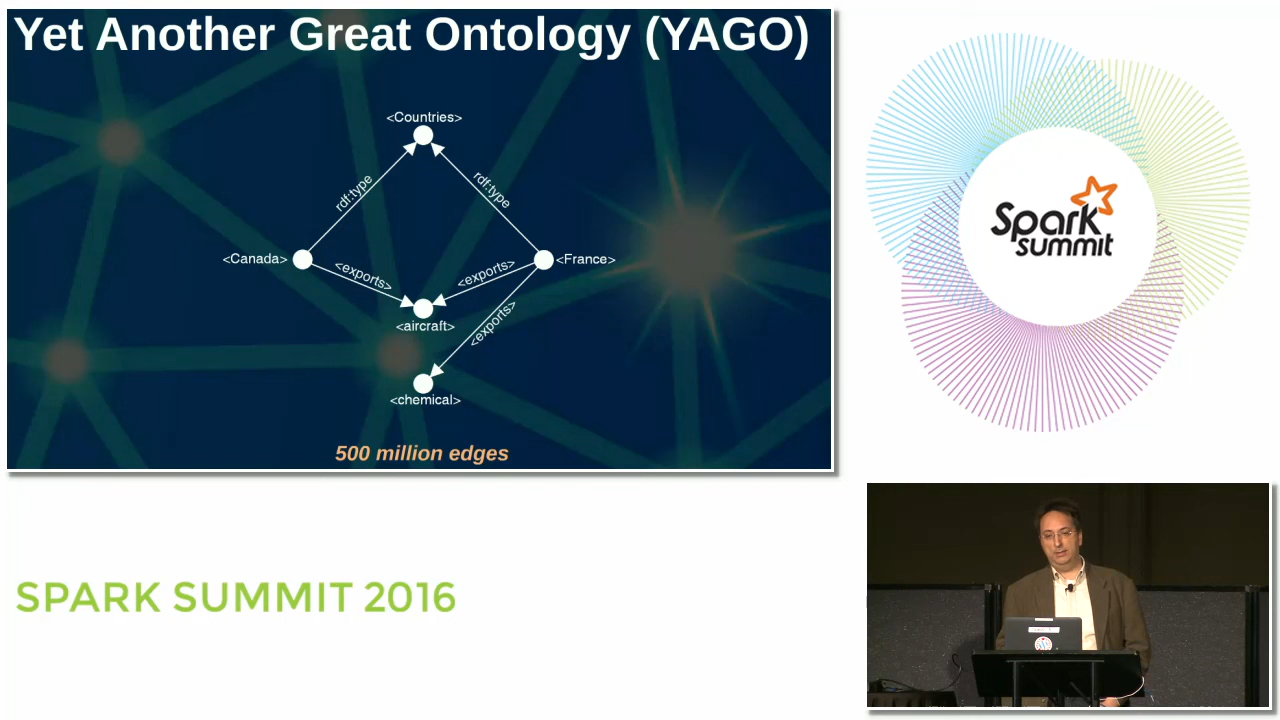 Yet Another Great Ontology (YAGO)
<Countries>
rdf:type
rdf:type
<Canada>
<France>
<exports>
<exports>
<aircraft>
<exports>
<chemical>
500 million edges
Spark
summit
SPARK SUMMIT 2016